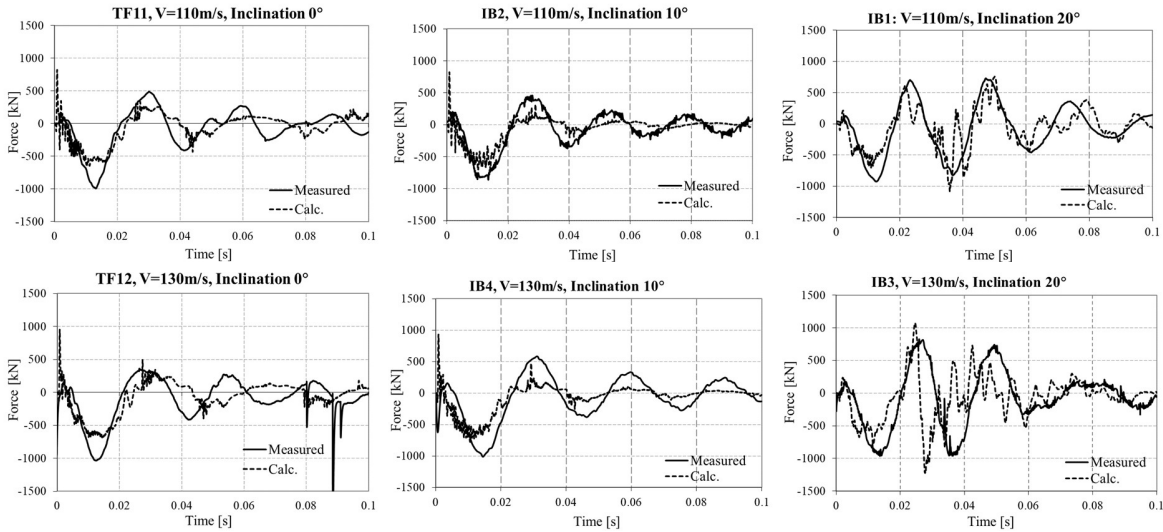 TF11, V=110m/s, Inclination 0°
1500
1000
500
0
-500
-1000
-1500
Force [kN]
Measured
Calc.
0 0.02 0.04 0.06 0.08 0.1
Time [s]
IB2, V=110m/s, Inclination 10°
1500
1000
500
0
-500
-1000
-1500
Force [kN]
Measured
Calc.
0 0.02 0.04 0.06 0.08 0.1
Time [s]
IB1: V=110m/s, Inclination 20°
1500
1000
500
0
-500
-1000
-1500
Force [kN]
Measured
Calc.
0 0.02 0.04 0.06 0.08 0.1
Time [s]
TF12, V=130m/s, Inclination 0°
1500
1000
500
0
-500
-1000
-1500
Force [kN]
Measured
Calc.
0 0.02 0.04 0.06 0.08 0.1
Time [s]
IB4, V=130m/s, Inclination 10°
1500
1000
500
0
-500
-1000
-1500
Force [kN]
Measured
Calc.
0 0.02 0.04 0.06 0.08 0.1
Time [s]
IB3, V=130m/s, Inclination 20°
1500
1000
500
0
-500
-1000
-1500
Force [kN]
Measured
Calc.
0 0.02 0.04 0.06 0.08 0.1
Time [s]